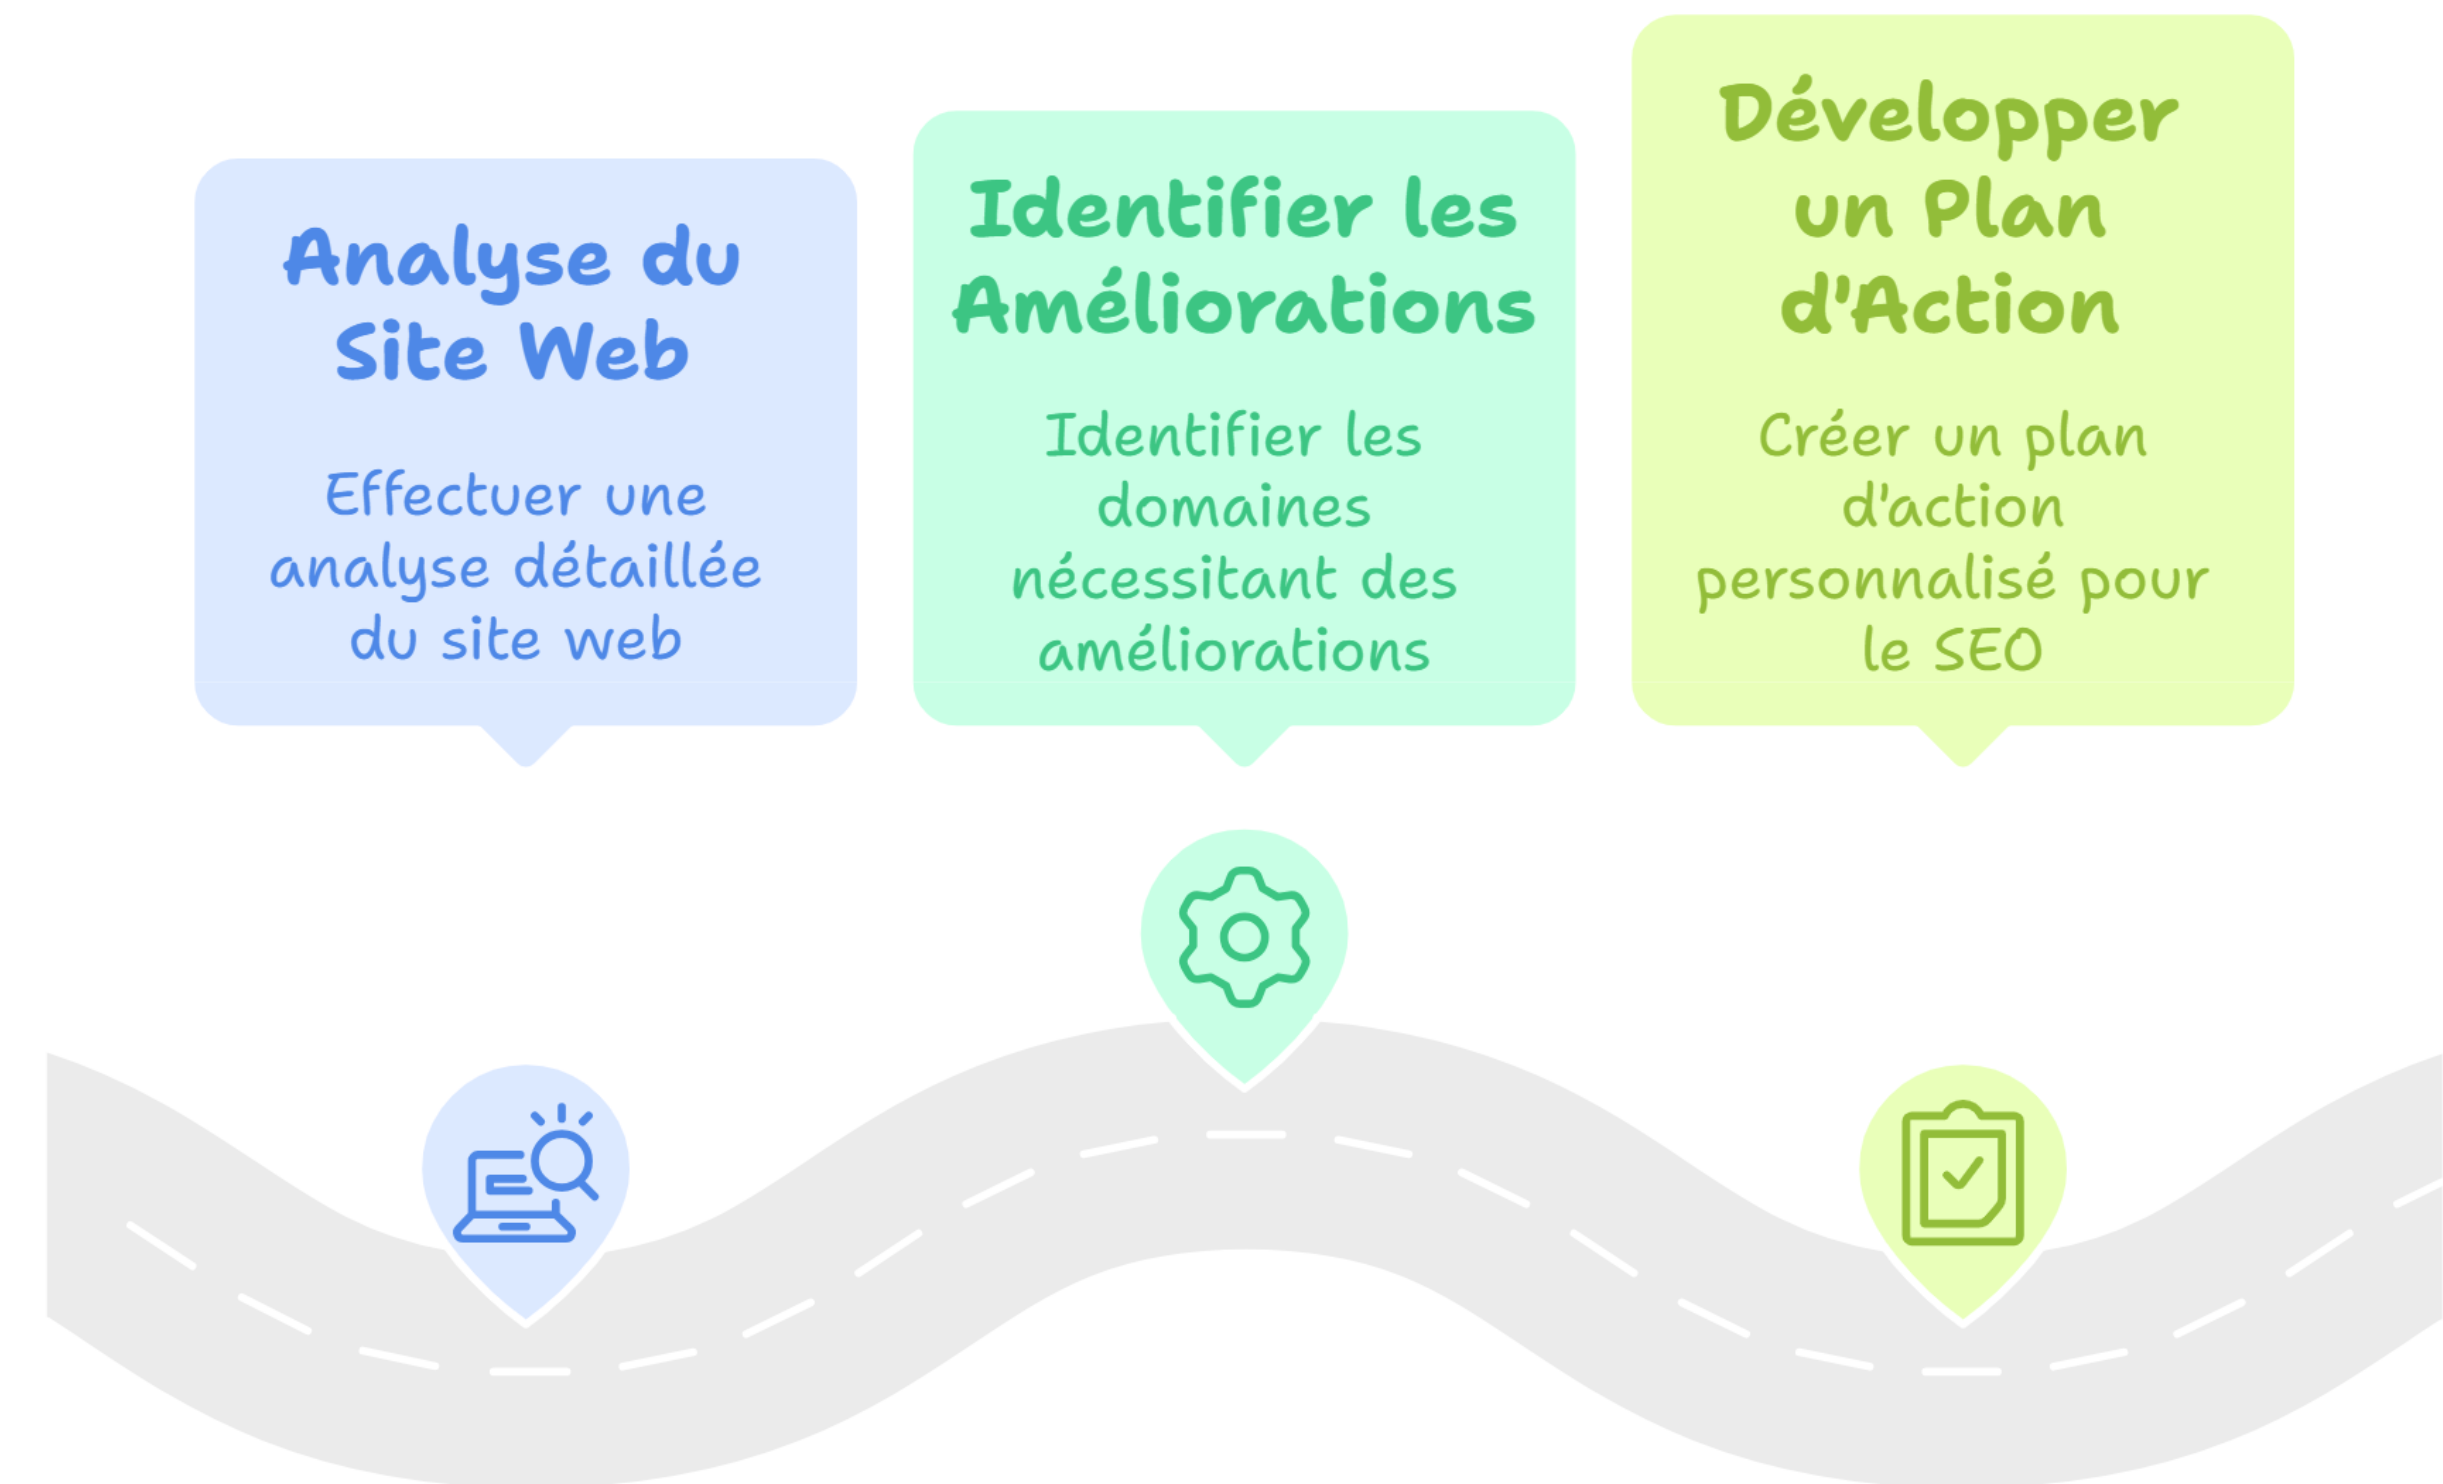 Analyse du
Site Web
Effectuer une
analyse détaillée
du site web
Identifier les
Améliorations
Identifier les
domaines
nécessitant des
améliorations
Développer
un Plan
d'Action
Créer un plan
d'action
personnalisé pour
le SEO